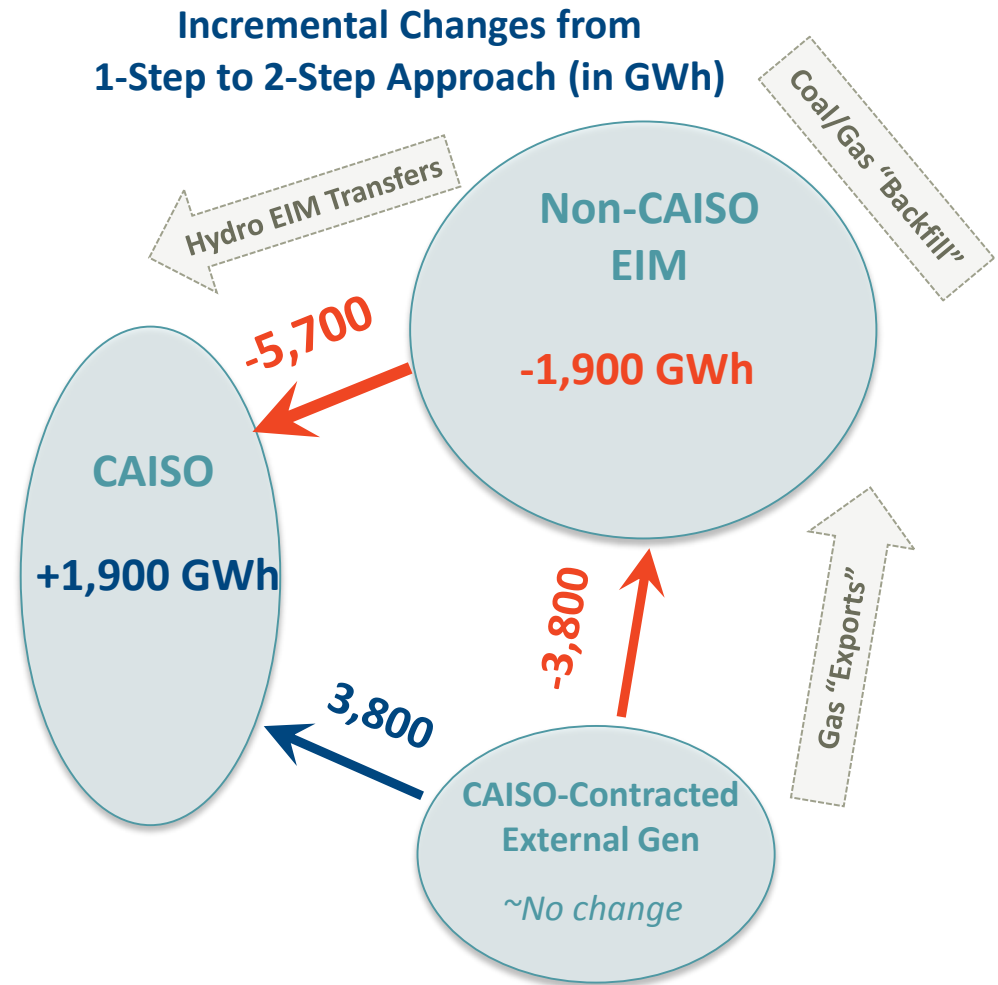 Incremental Changes from
1-Step to 2-Step Approach (in GWh)
Coal/Gas “Backfill”
Hydro EIM Transfers
Non-CAISO
EIM
-1,900 GWh
-5,700
CAISO
+1,900 GWh
-3,800
Gas “Exports”
3,800
CAISO-Contracted
External Gen
~No change